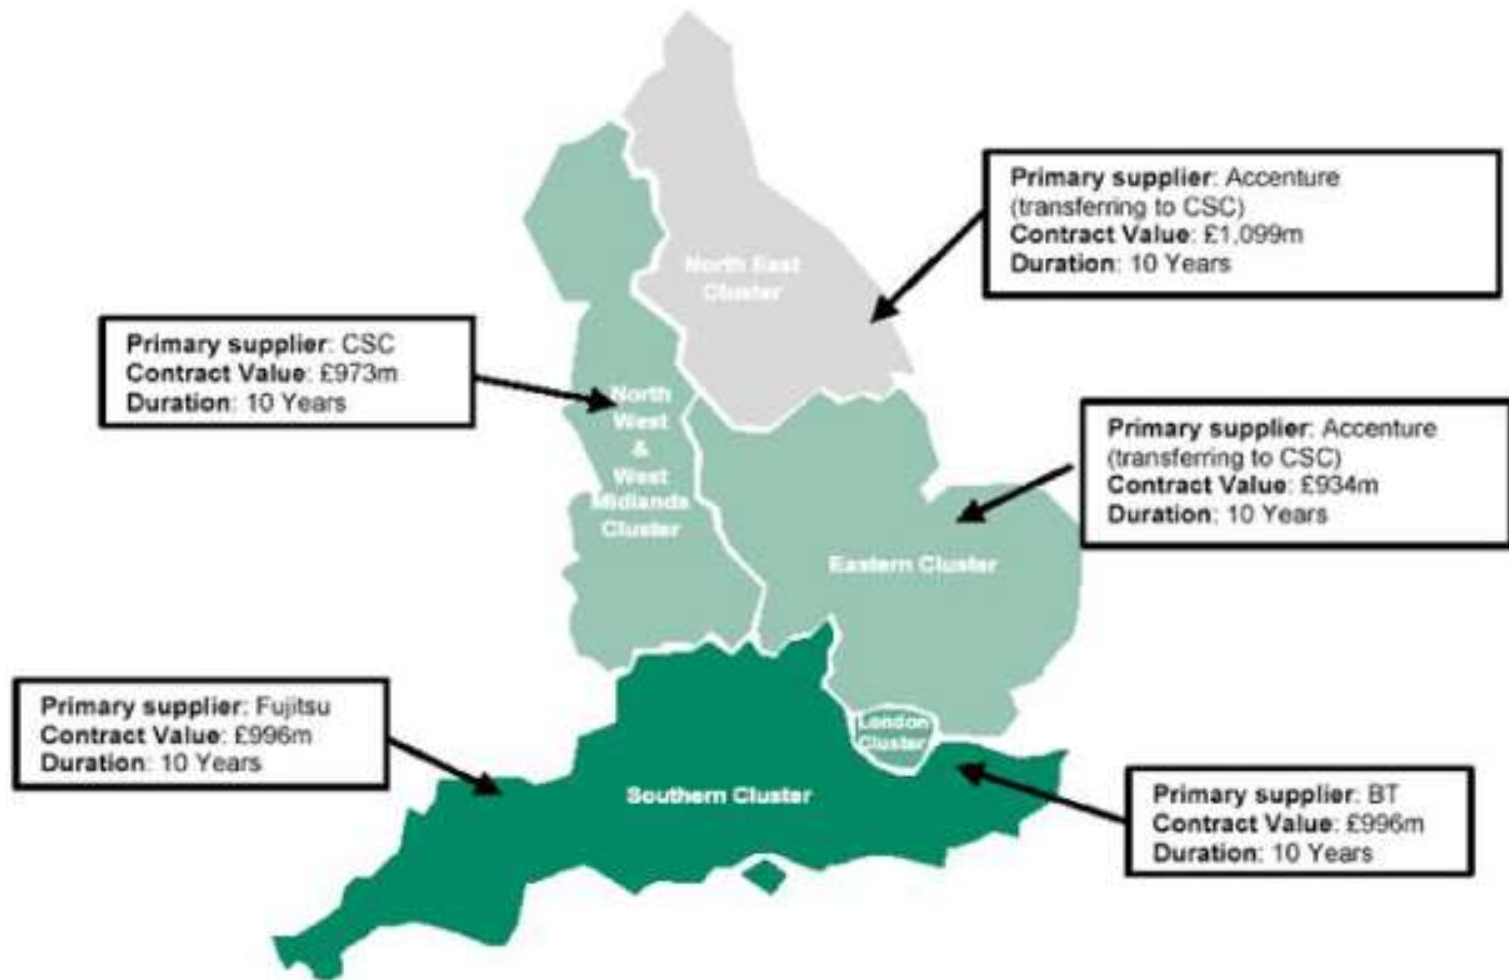 Primary supplier: Accenture
(transferring to CSC)
Contract Value: £1,099m
Duration: 10 Years
North East
Cluster
Primary supplier: CSC
Contract Value: £973m
Duration: 10 Years
North
West
&
West
Midlands
Cluster
Primary supplier: Accenture
(transferring to CSC)
Contract Value: £934m
Duration: 10 Years
Eastern Cluster
Primary supplier: Fujitsu
Contract Value: £996m
Duration: 10 Years
London
Cluster
Southern Cluster
Primary supplier: BT
Contract Value: £996m
Duration: 10 Years